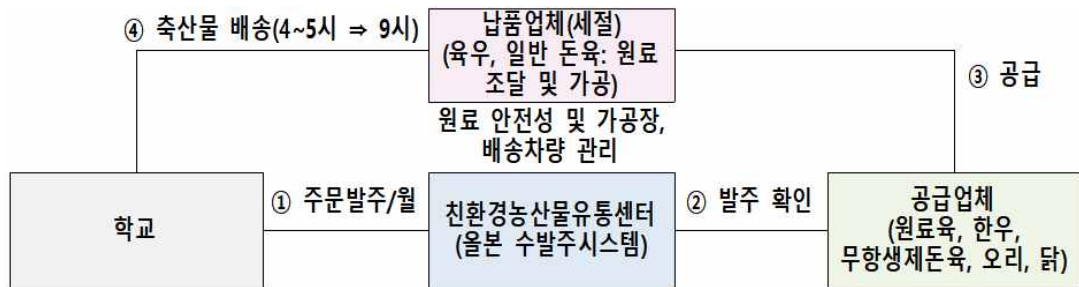 ④ 축산물 배송(4~5시 ⇒ 9시)
납품업체(세절)
(육우, 일반 돈육: 원료
조달 및 가공)
③ 공급
원료 안전성 및 가공장,
배송차량 관리
학교
① 주문발주/월
친환경농산물유통센터
(올본 수발주시스템)
② 발주 확인
공급업체
(원료육, 한우,
무항생제돈육, 오리, 닭)